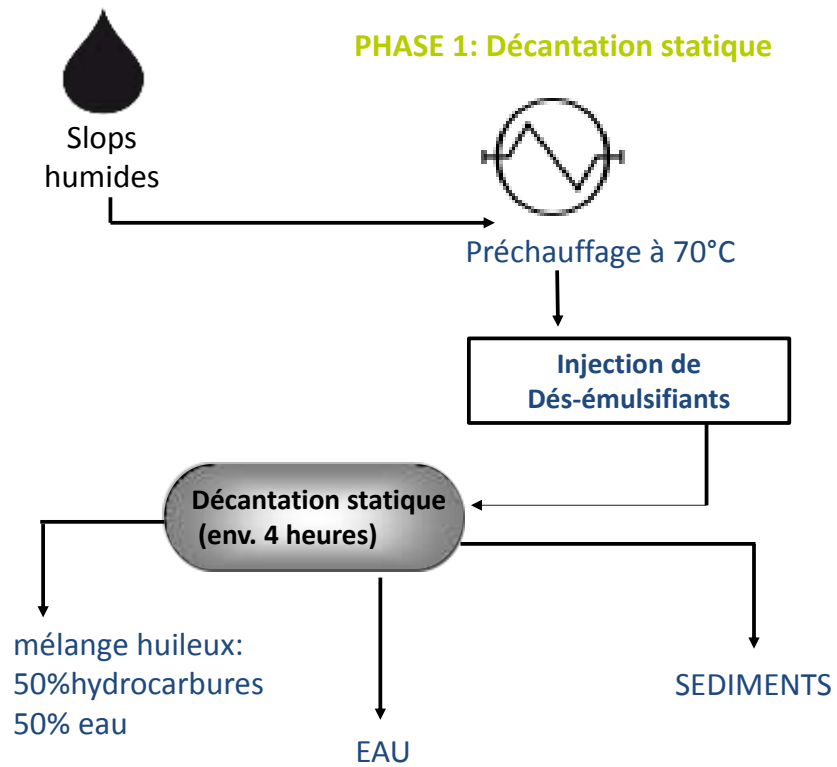 PHASE 1: Décantation statique
Slops
humides
Préchauffage à 70°C
Injection de
Dés-émulsifiants
Décantation statique
(env. 4 heures)
mélange huileux:
50%hydrocarbures
50% eau
EAU
SEDIMENTS